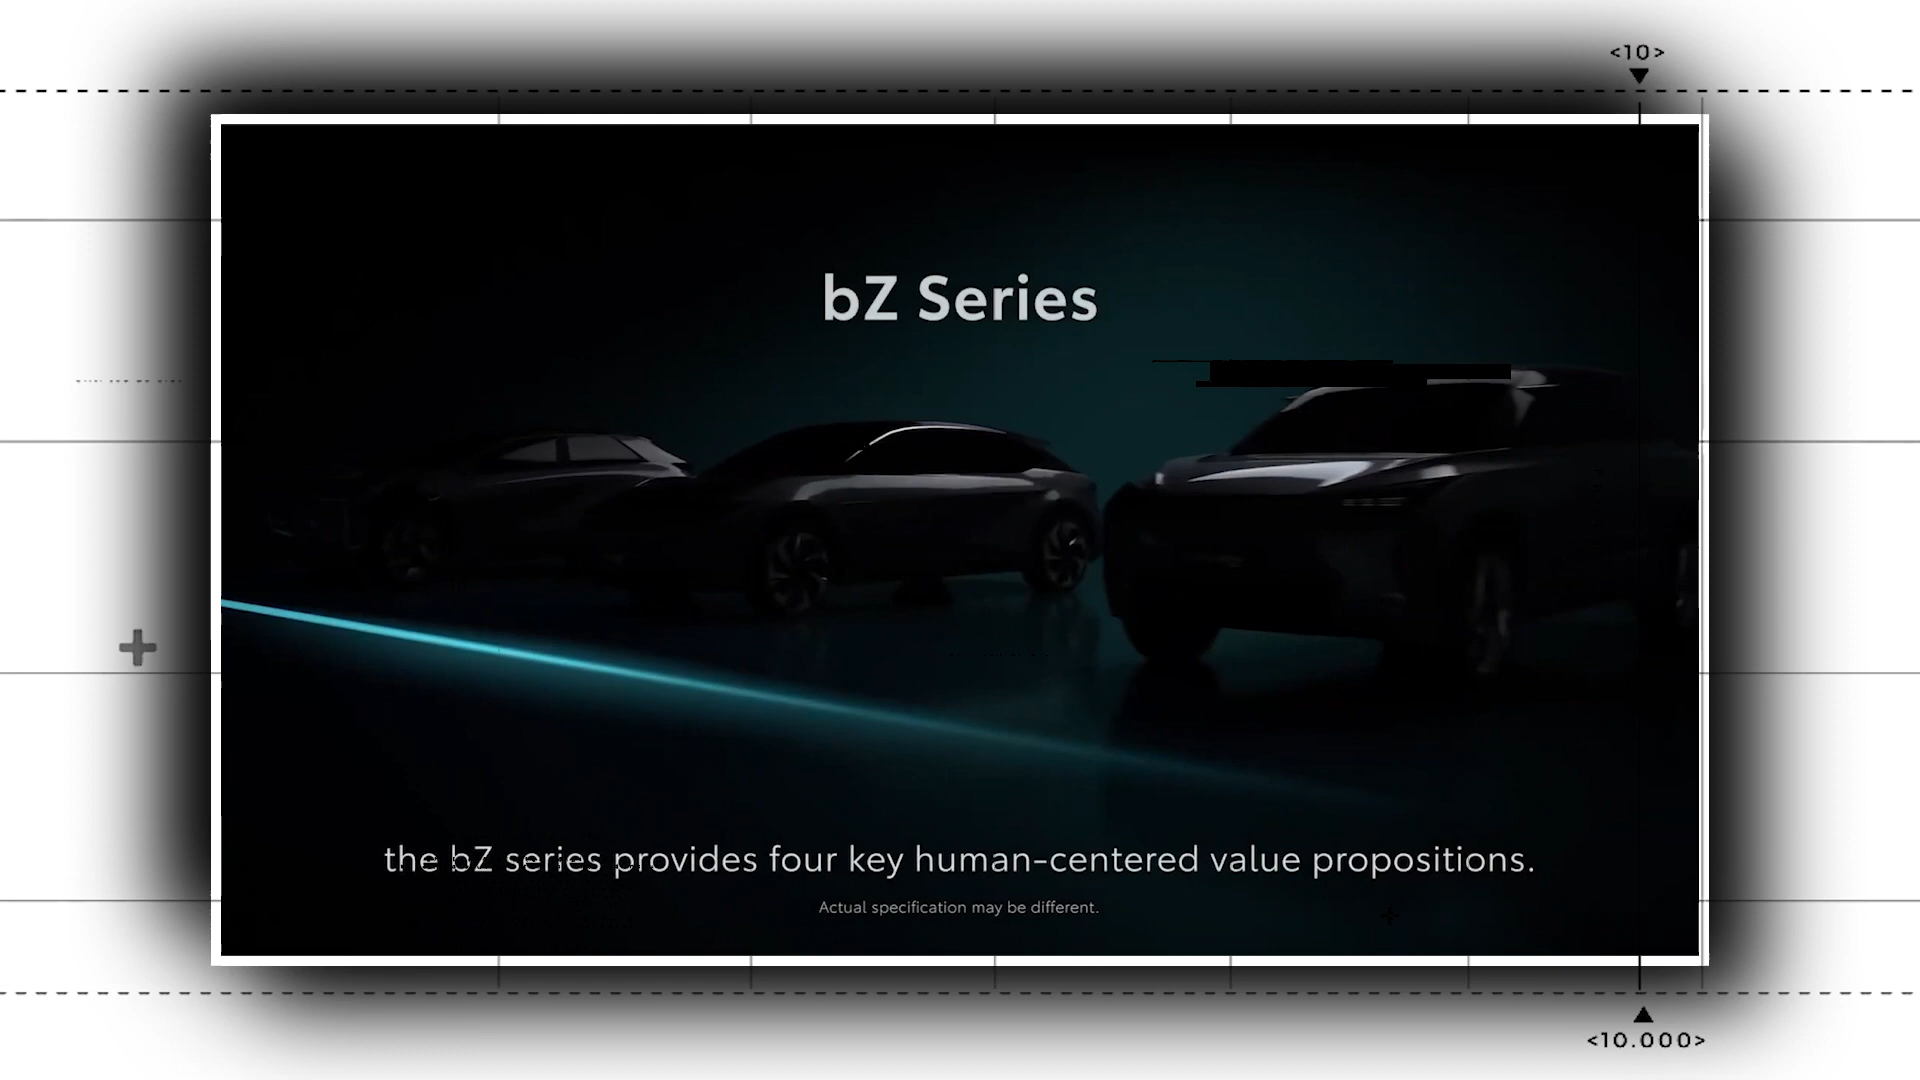 <10>
bZ Series
the bZ series provides four key human-centered value propositions.
Actual specification may be different.
<10.000>